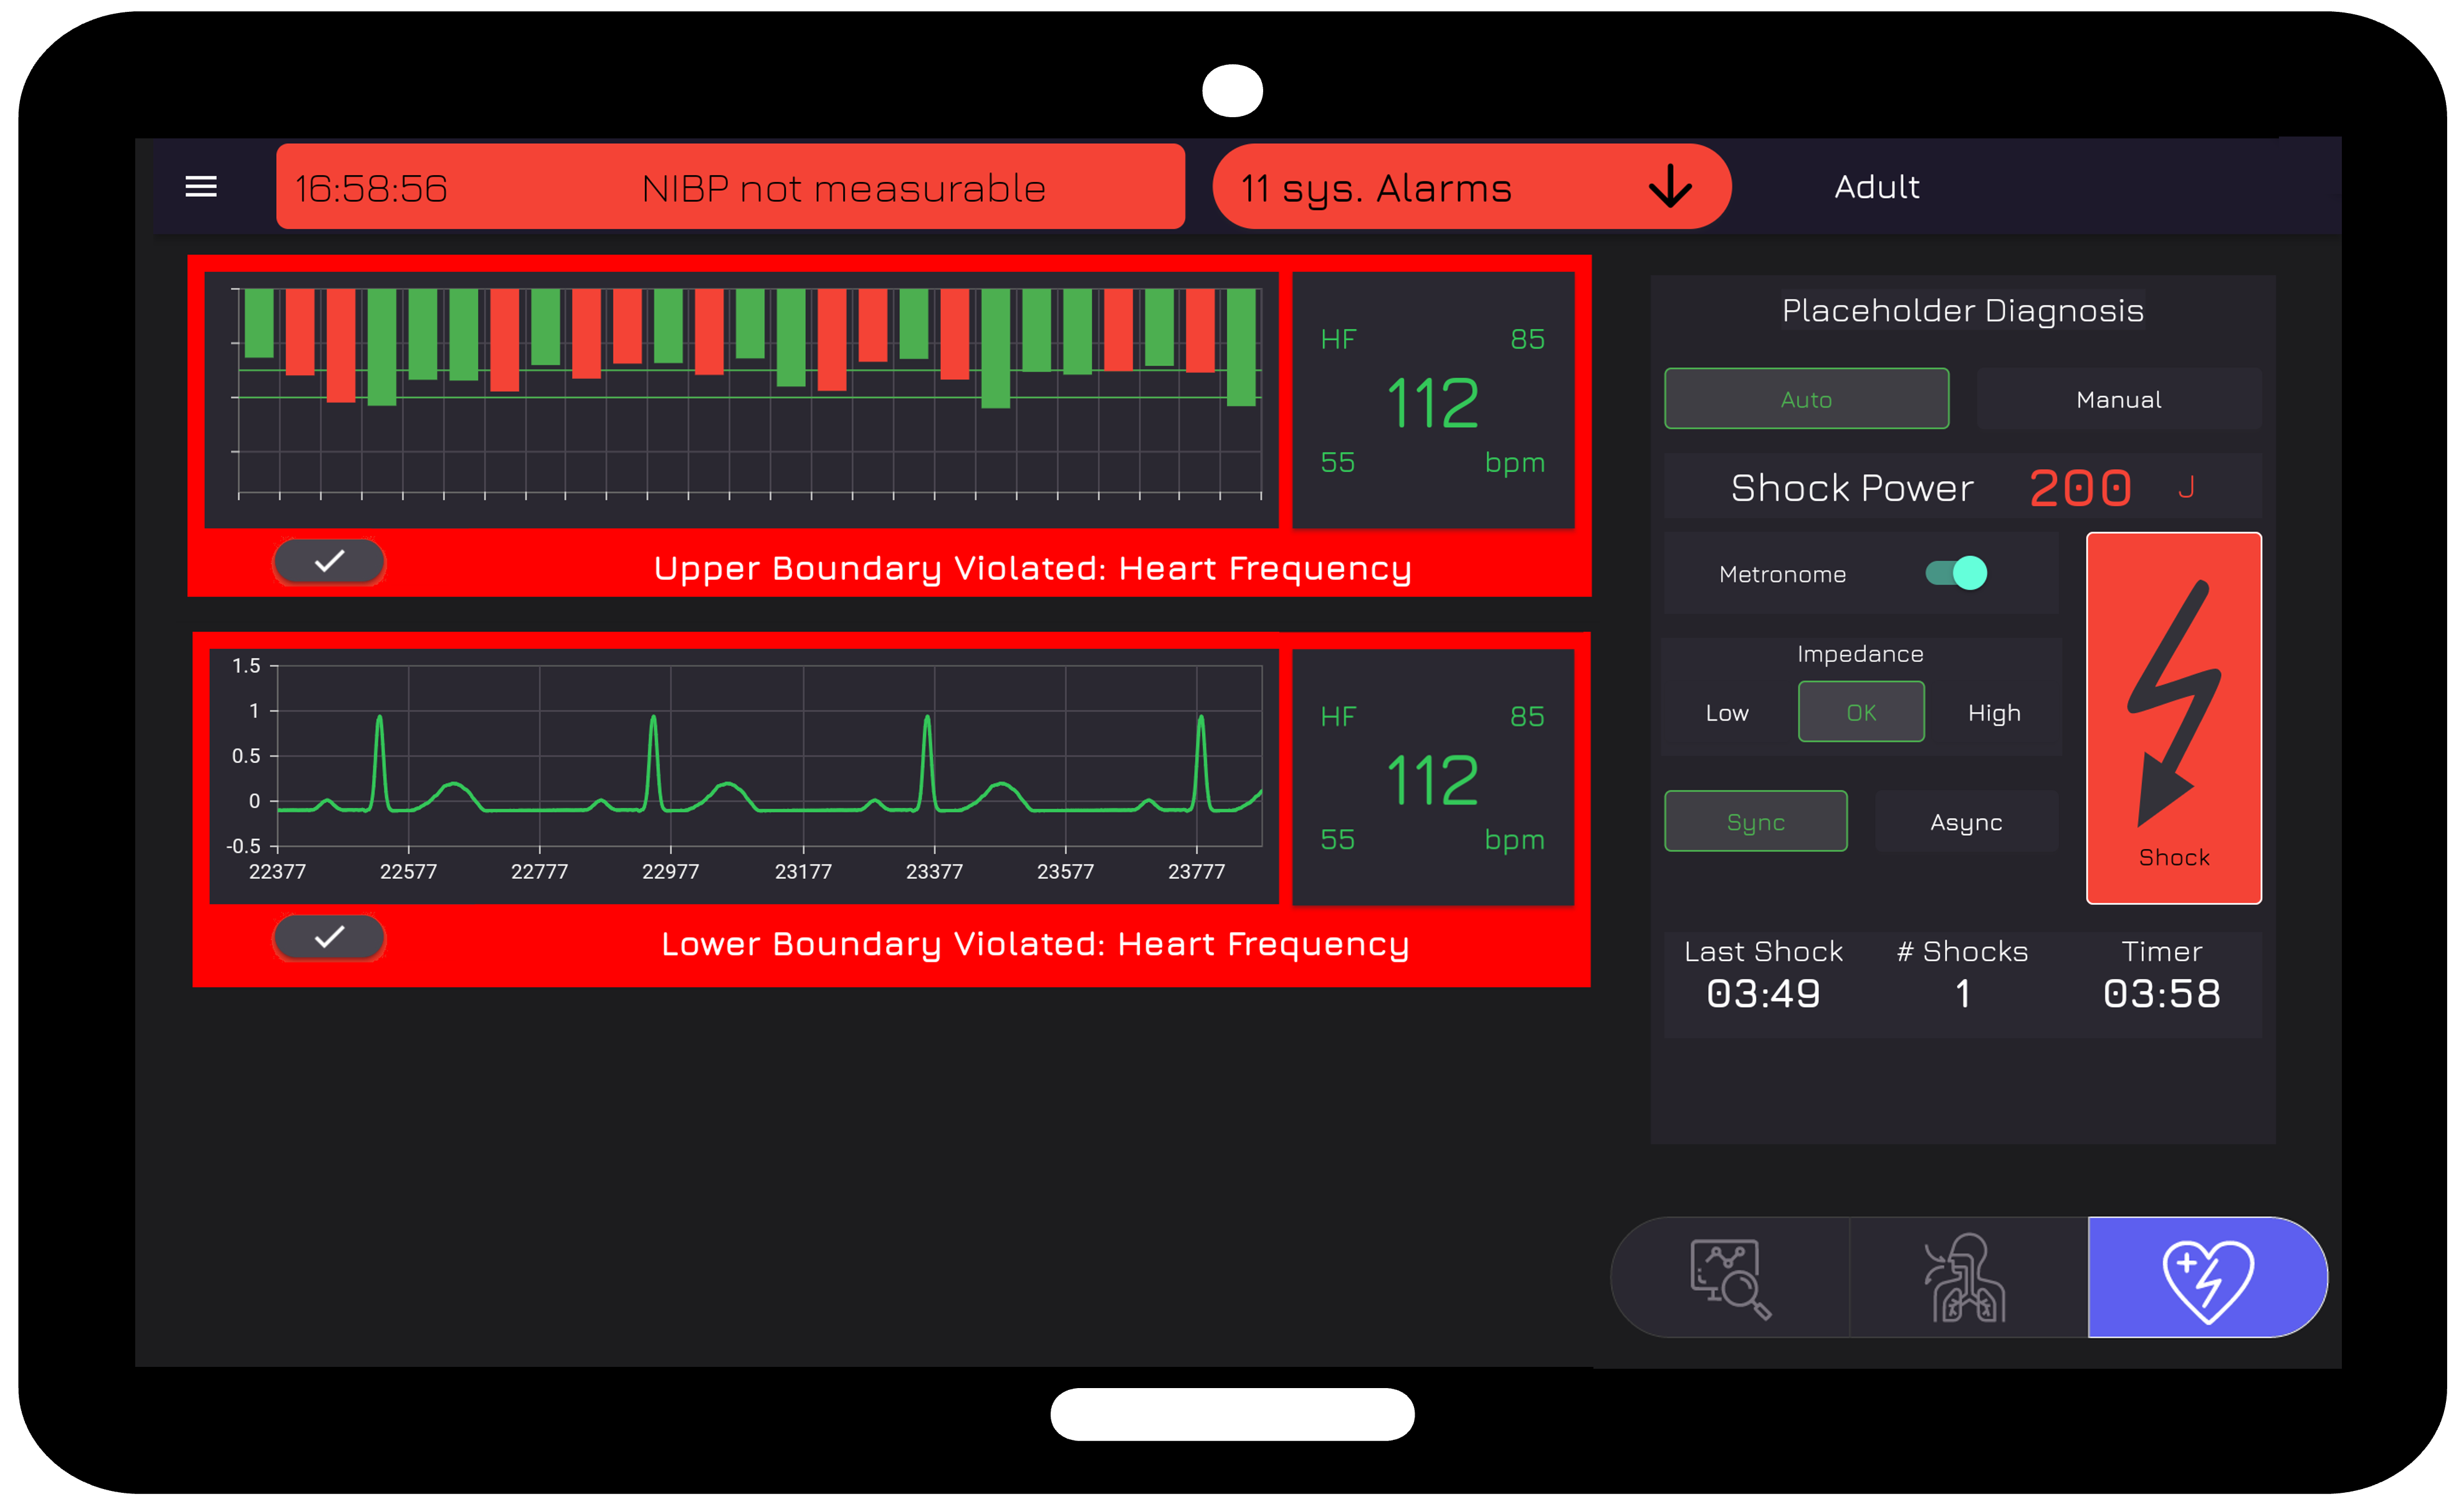 16:58:56 NIBP not measurable
11 sys. Alarms
Adult
HF 85
112
55 bpm
Upper Boundary Violated: Heart Frequency
1.5
1
0.5
0
-0.5
22377 22577 22777 22977 23177 23377 23577 23777
HF 85
112
55 bpm
Lower Boundary Violated: Heart Frequency
Placeholder Diagnosis
Auto Manual
Shock Power 200 J
Metronome
Impedance
Low OK High
Sync Async
Shock
Last Shock # Shocks Timer
03:49 1 03:58